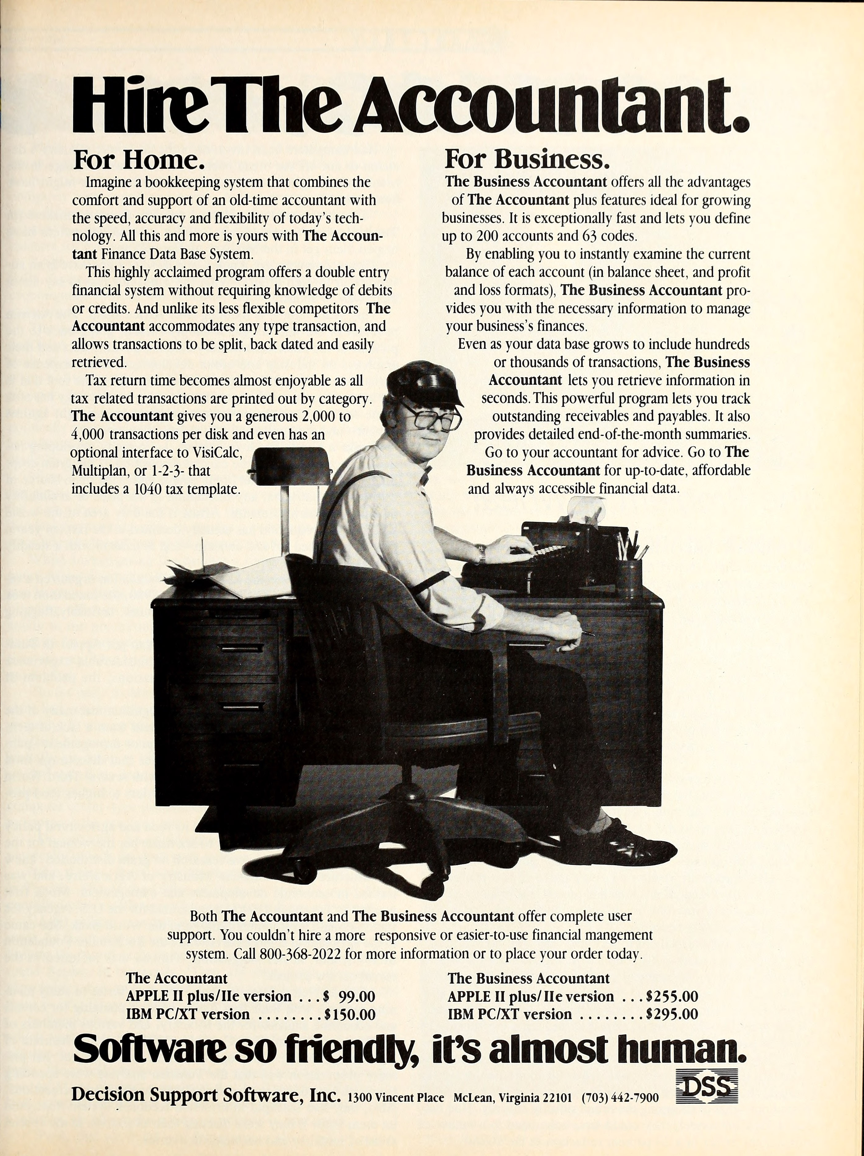 Hire The Accountant.
For Home.
Imagine a bookkeeping system that combines the
comfort and support of an old-time accountant with
the speed, accuracy and flexibility of today's tech-
nology. All this and more is yours with The Accoun-
tant Finance Data Base System.
This highly acclaimed program offers a double entry
financial system without requiring knowledge of debits
or credits. And unlike its less flexible competitors The
Accountant accommodates any type transaction, and
allows transactions to be split, back dated and easily
retrieved.
Tax return time becomes almost enjoyable as all
tax related transactions are printed out by category.
The Accountant gives you a generous 2,000 to
4,000 transactions per disk and even has an
optional interface to VisiCalc,
Multiplan, or 1-2-3- that
includes a 1040 tax template.
For Business.
The Business Accountant offers all the advantages
of The Accountant plus features ideal for growing
businesses. It is exceptionally fast and lets you define
up to 200 accounts and 63 codes.
By enabling you to instantly examine the current
balance of each account (in balance sheet, and profit
and loss formats), The Business Accountant pro-
vides you with the necessary information to manage
your business's finances.
Even as your data base grows to include hundreds
or thousands of transactions, The Business
Accountant lets you retrieve information in
seconds. This powerful program lets you track
outstanding receivables and payables. It also
provides detailed end-of-the-month summaries.
Go to your accountant for advice. Go to The
Business Accountant for up-to-date, affordable
and always accessible financial data.
Both The Accountant and The Business Accountant offer complete user
support. You couldn't hire a more responsive or easier-to-use financial mangement
system. Call 800-368-2022 for more information or to place your order today.
The Accountant
APPLE II plus/IIe version ...$ 99.00
IBM PC/XT version ........$150.00
The Business Accountant
APPLE II plus/IIe version ...$255.00
IBM PC/XT version ........$295.00
Software so friendly, it's almost human.
Decision Support Software, Inc. 1300 Vincent Place McLean, Virginia 22101 (703) 442-7900
DSS